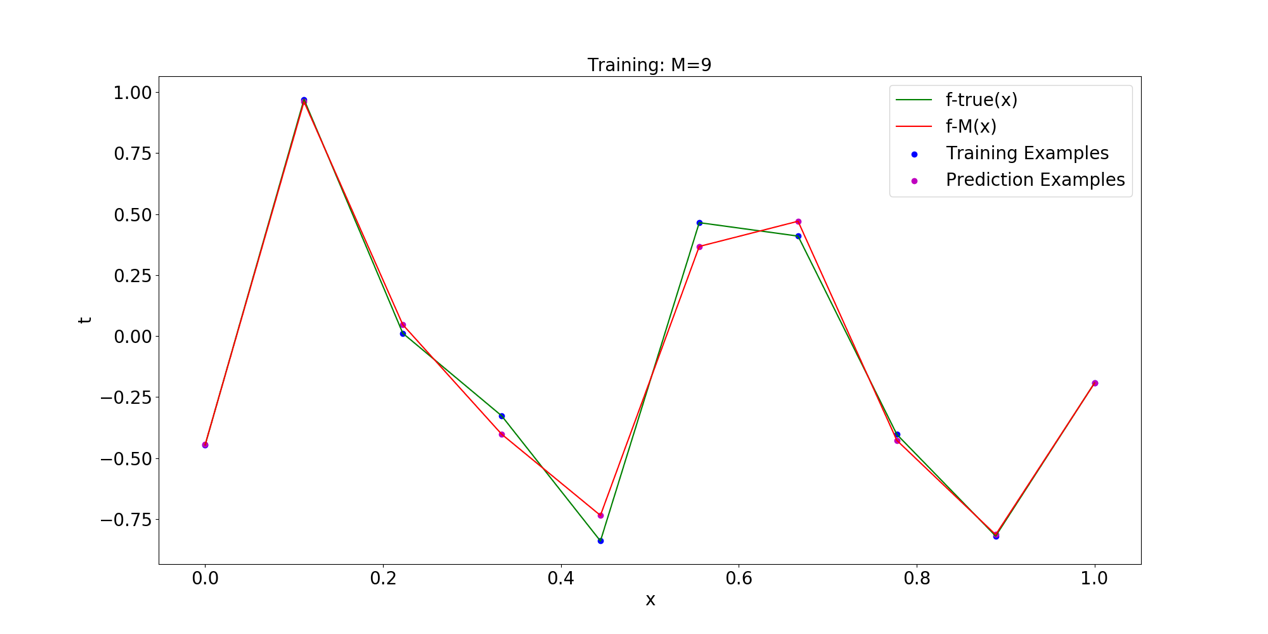 Training: M=9
f-true(x)
f-M(x)
Training Examples
Prediction Examples
1.00
0.75
0.50
0.25
0.00
−0.25
−0.50
−0.75
t
0.0 0.2 0.4 0.6 0.8 1.0
x